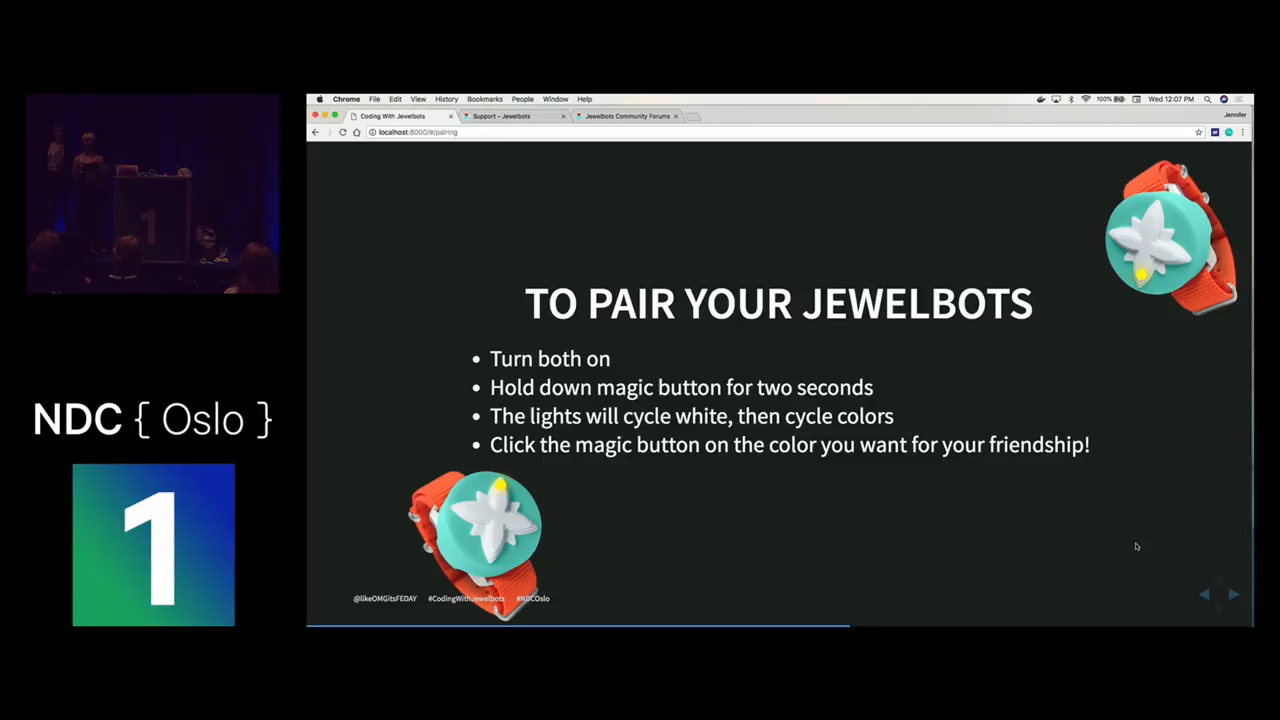 Chrome File Edit View History Bookmarks People Window Help 100% Wed 12:07 PM
Coding With Jewelbots Support – Jewelbots Jewelbots Community Forums Jennifer
localhost:8000/#/pairing
TO PAIR YOUR JEWELBOTS
• Turn both on
• Hold down magic button for two seconds
• The lights will cycle white, then cycle colors
• Click the magic button on the color you want for your friendship!
@likeOMGitsFEDAY #CodingWithJewelbots #NDCOslo
1
NDC { Oslo }
1